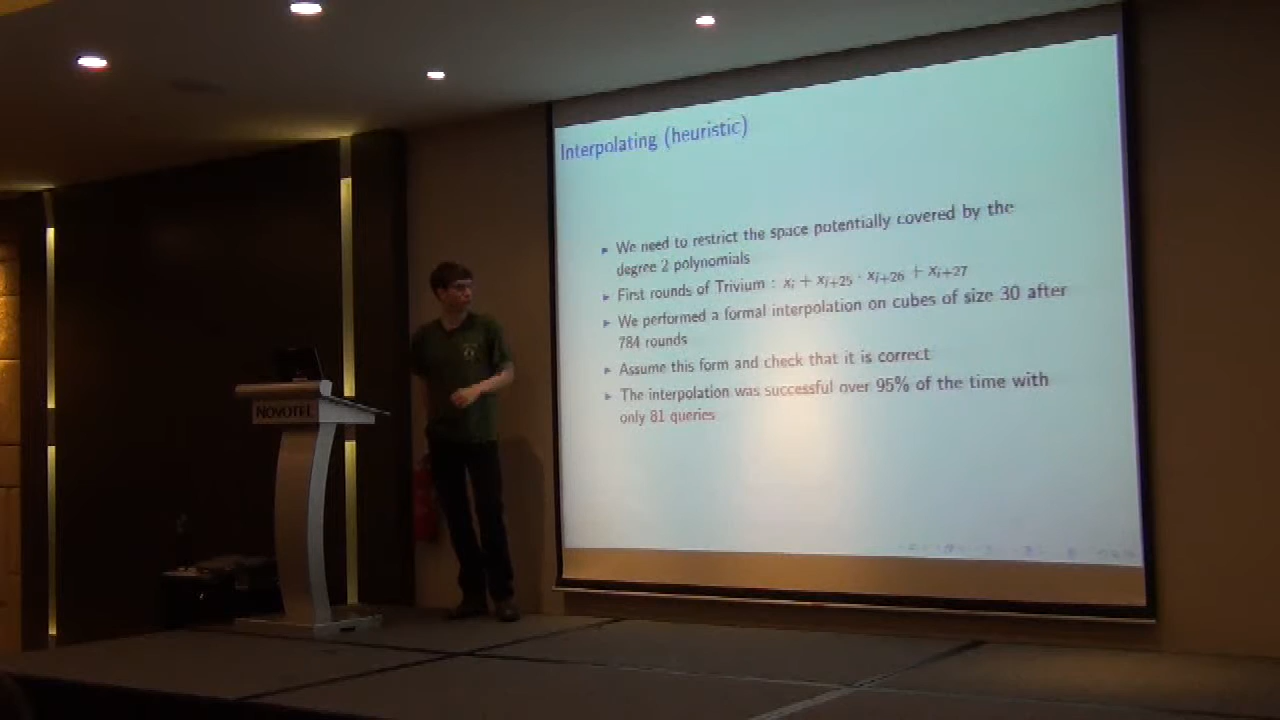 Interpolating (heuristic)
We need to restrict the space potentially covered by the
degree 2 polynomials
First rounds of Trivium : x_i + x_{i+25} · x_{i+26} + x_{i+27}
We performed a formal interpolation on cubes of size 30 after
784 rounds
Assume this form and check that it is correct
The interpolation was successful over 95% of the time with
only 81 queries
NOVOTEL